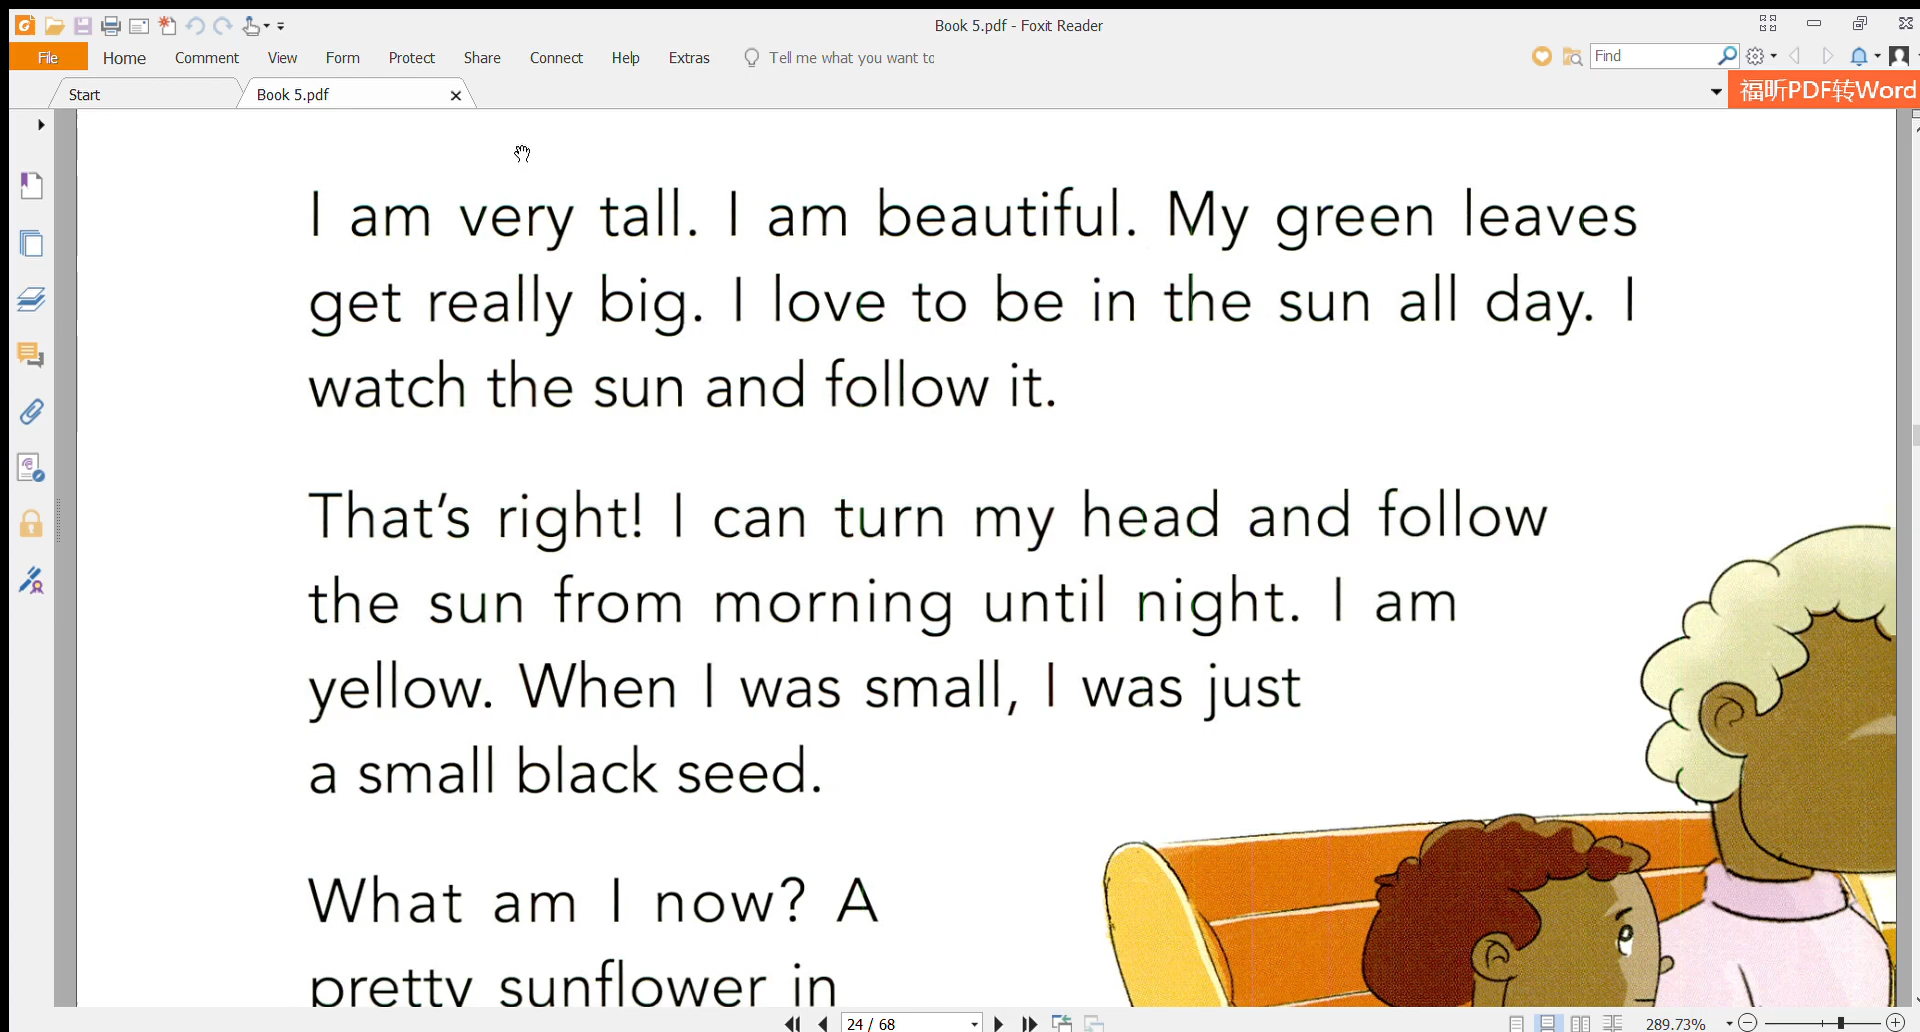 Book 5.pdf - Foxit Reader
File Home Comment View Form Protect Share Connect Help Extras Tell me what you want to Find
Start Book 5.pdf 福昕PDF转Word
I am very tall. I am beautiful. My green leaves
get really big. I love to be in the sun all day. I
watch the sun and follow it.
That's right! I can turn my head and follow
the sun from morning until night. I am
yellow. When I was small, I was just
a small black seed.
What am I now? A
pretty sunflower in
24 / 68 289.73%